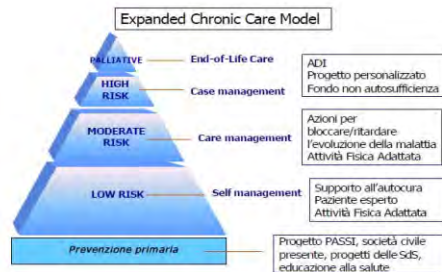 Expanded Chronic Care Model
PALLIATIVE
End-of-Life Care
ADI
Progetto personalizzato
Fondo non autosufficienza
HIGH
RISK
Case management
MODERATE
RISK
Care management
Azioni per
bloccare/ritardare
l'evoluzione della malattia
Attività Fisica Adattata
LOW RISK
Self management
Supporto all'autocura
Paziente esperto
Attività Fisica Adattata
Prevenzione primaria
Progetto PASSI, società civile
presente, progetti delle SdS,
educazione alla salute